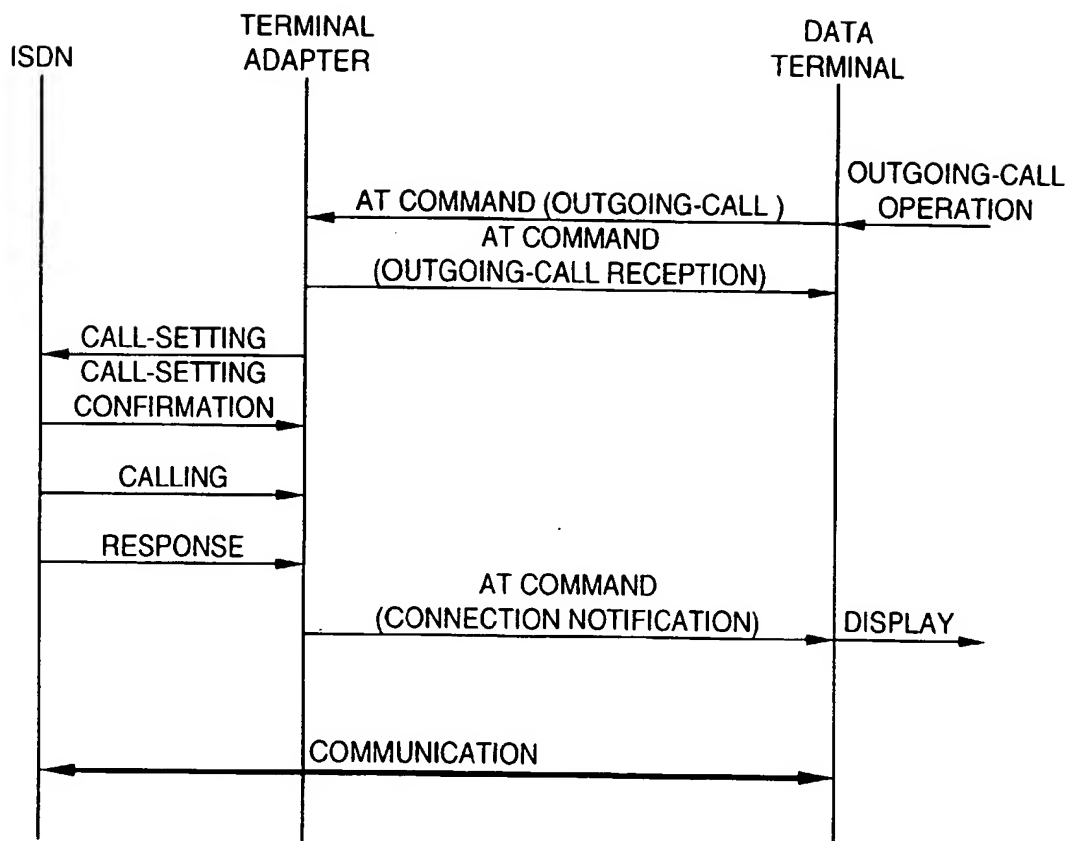 ISDN
TERMINAL
ADAPTER
DATA
TERMINAL
OUTGOING-CALL
OPERATION
AT COMMAND (OUTGOING-CALL )
AT COMMAND
(OUTGOING-CALL RECEPTION)
CALL-SETTING
CALL-SETTING
CONFIRMATION
CALLING
RESPONSE
AT COMMAND
(CONNECTION NOTIFICATION)
DISPLAY
COMMUNICATION